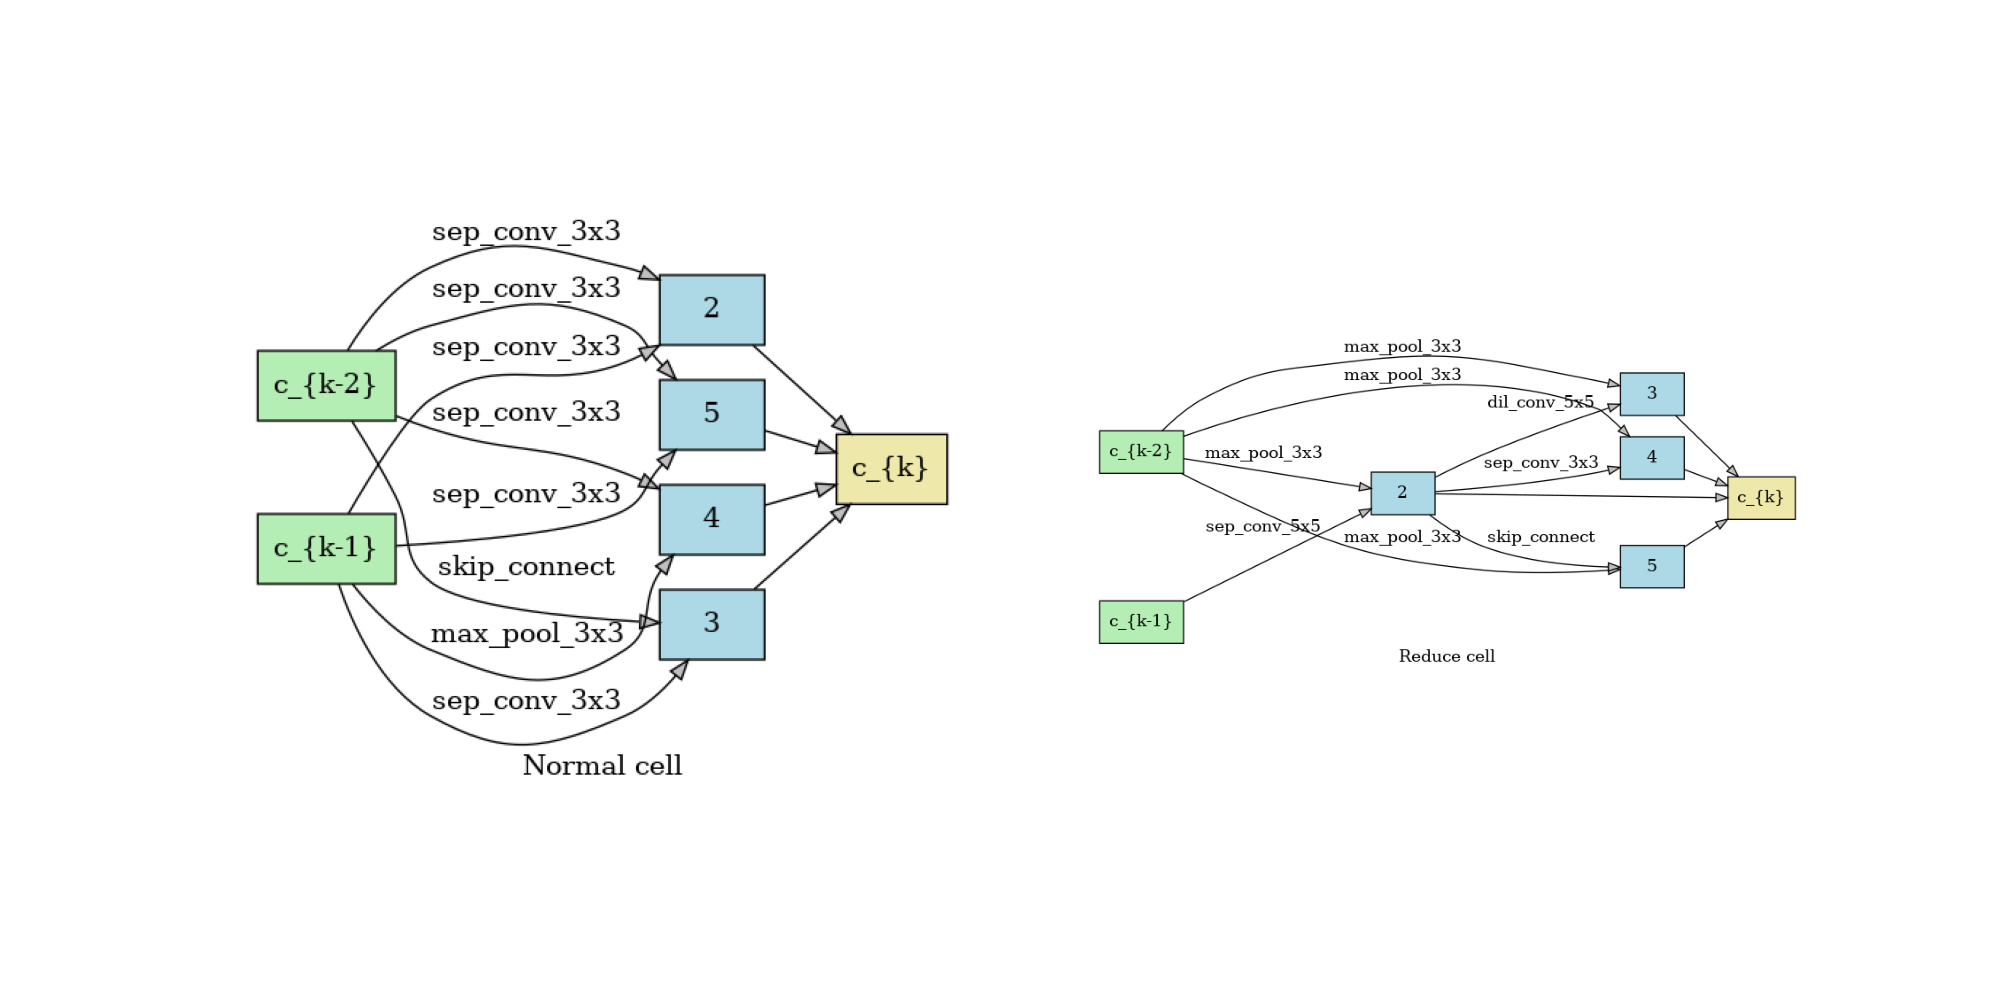 sep_conv_3x3
sep_conv_3x3
sep_conv_3x3
sep_conv_3x3
sep_conv_3x3
skip_connect
max_pool_3x3
sep_conv_3x3
c_{k-2}
c_{k-1}
2
5
4
3
c_{k}
Normal cell
max_pool_3x3
max_pool_3x3
dil_conv_5x5
max_pool_3x3
sep_conv_3x3
sep_conv_5x5
max_pool_3x3
skip_connect
c_{k-2}
c_{k-1}
2
3
4
5
c_{k}
Reduce cell